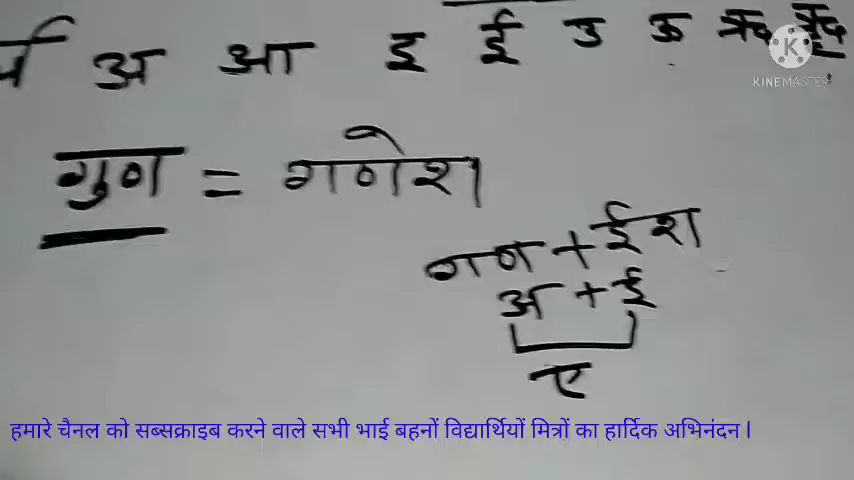 अ आ इ ई उ ऊ ऋ ॠ
KINEMASTER
गुण = गणेश
गण + ईश
अ + ई
ए
हमारे चैनल को सब्सक्राइब करने वाले सभी भाई बहनों विद्यार्थियों मित्रों का हार्दिक अभिनंदन।